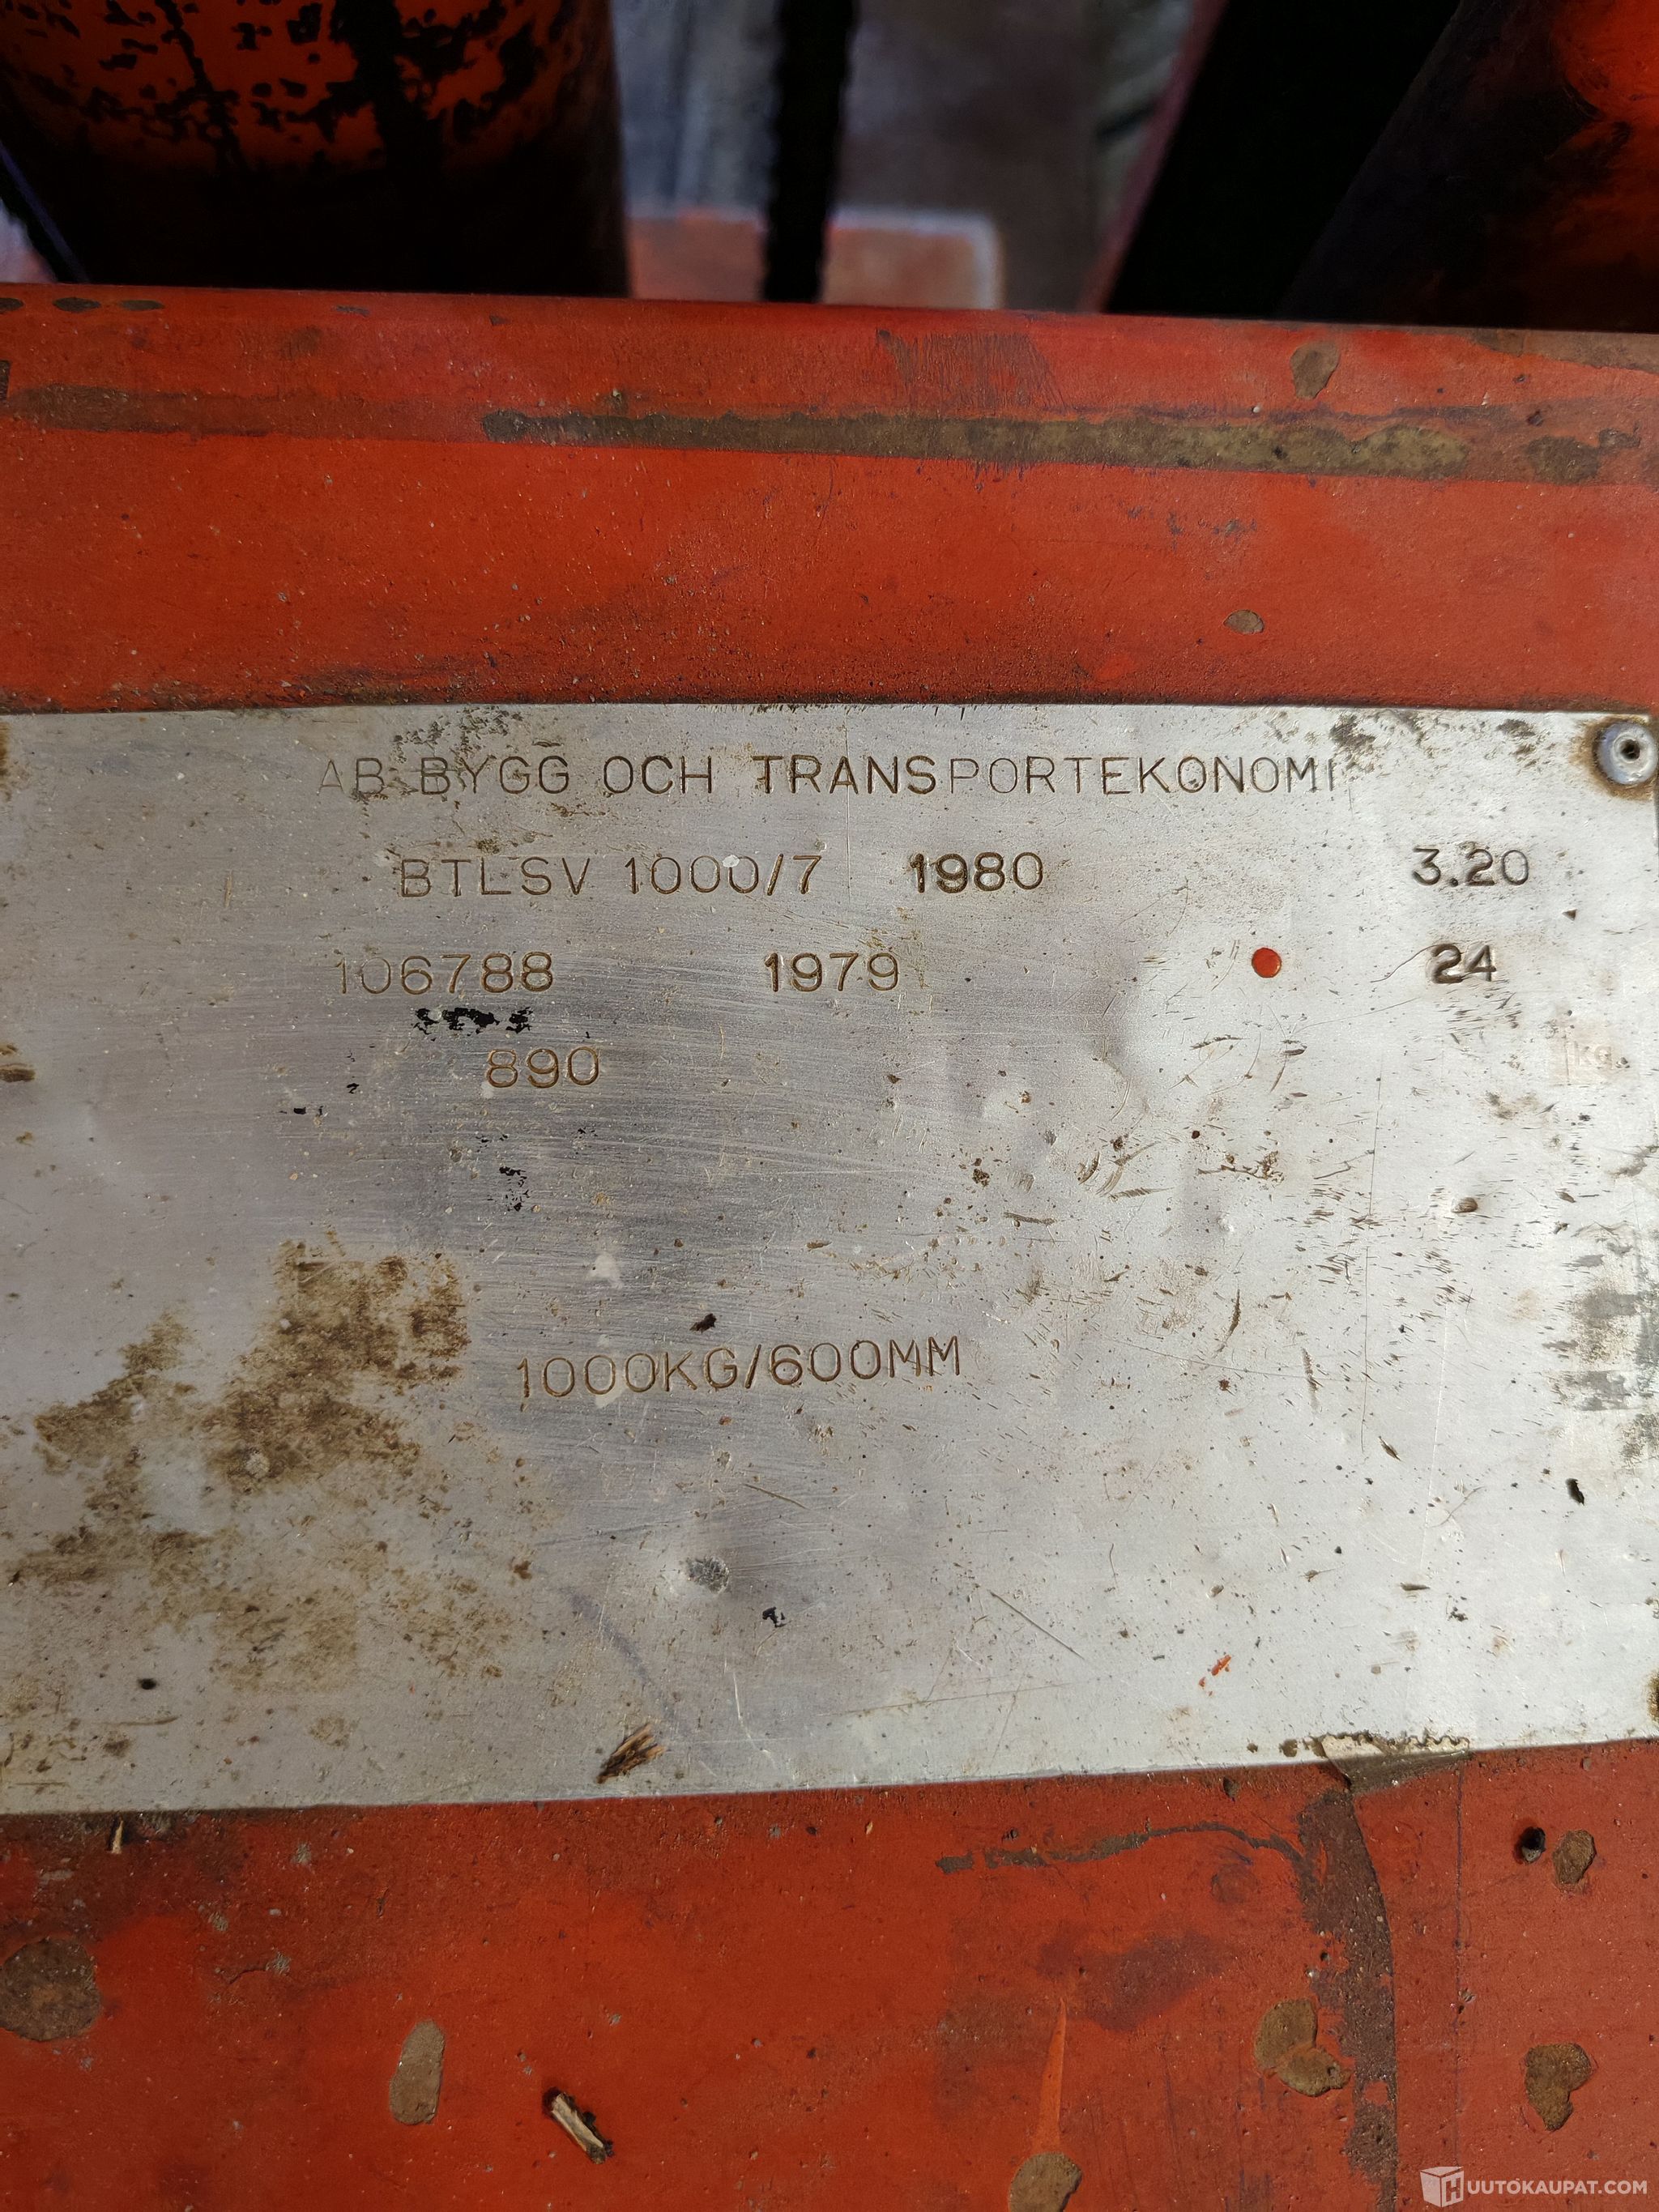 AB BYGG OCH TRANSPORTEKONOMI
BTLSV 1000/7 1980 3.20
106788 1979 24
kg
890
1000KG/600MM
HUUTOKAUPAT.COM